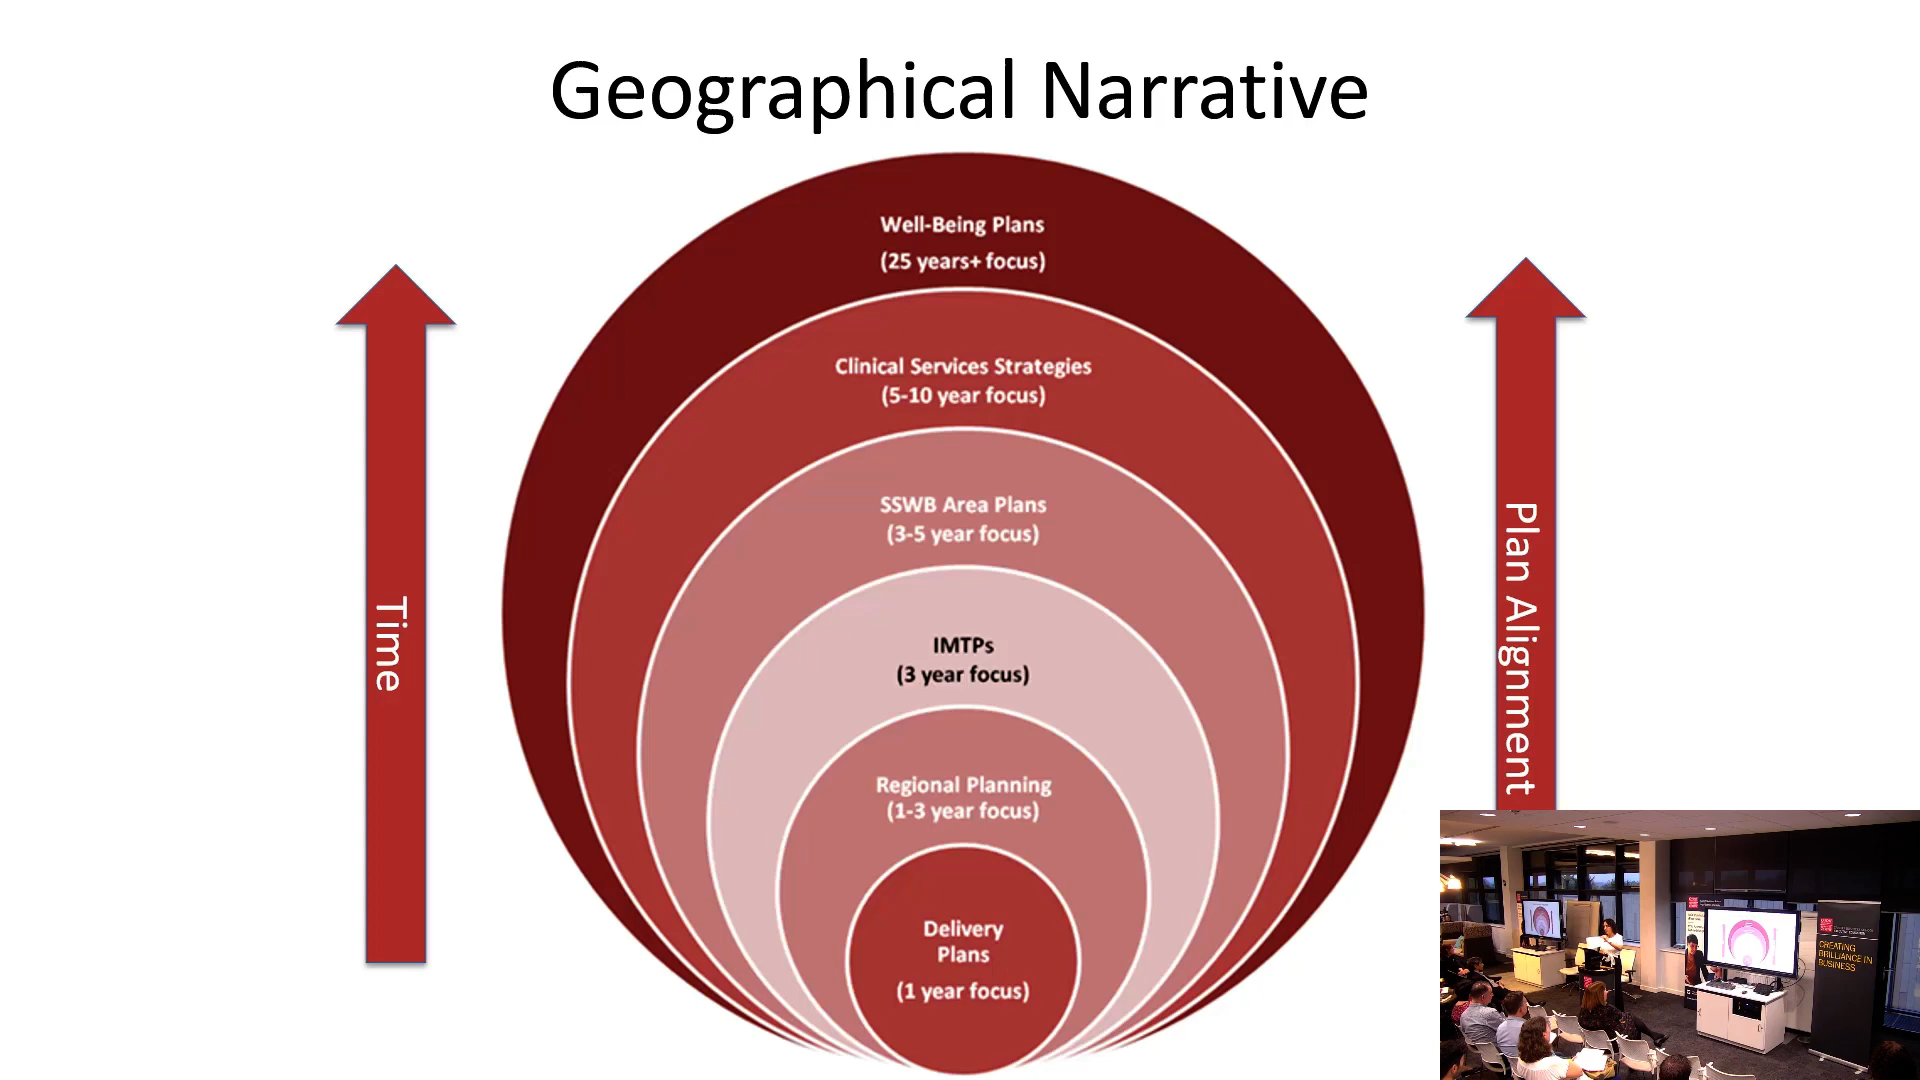 Geographical Narrative
Well-Being Plans
(25 years+ focus)
Clinical Services Strategies
(5-10 year focus)
SSWB Area Plans
(3-5 year focus)
IMTPs
(3 year focus)
Regional Planning
(1-3 year focus)
Delivery
Plans
(1 year focus)
Time
Plan Alignment
CREATING
BRILLIANCE IN
BUSINESS